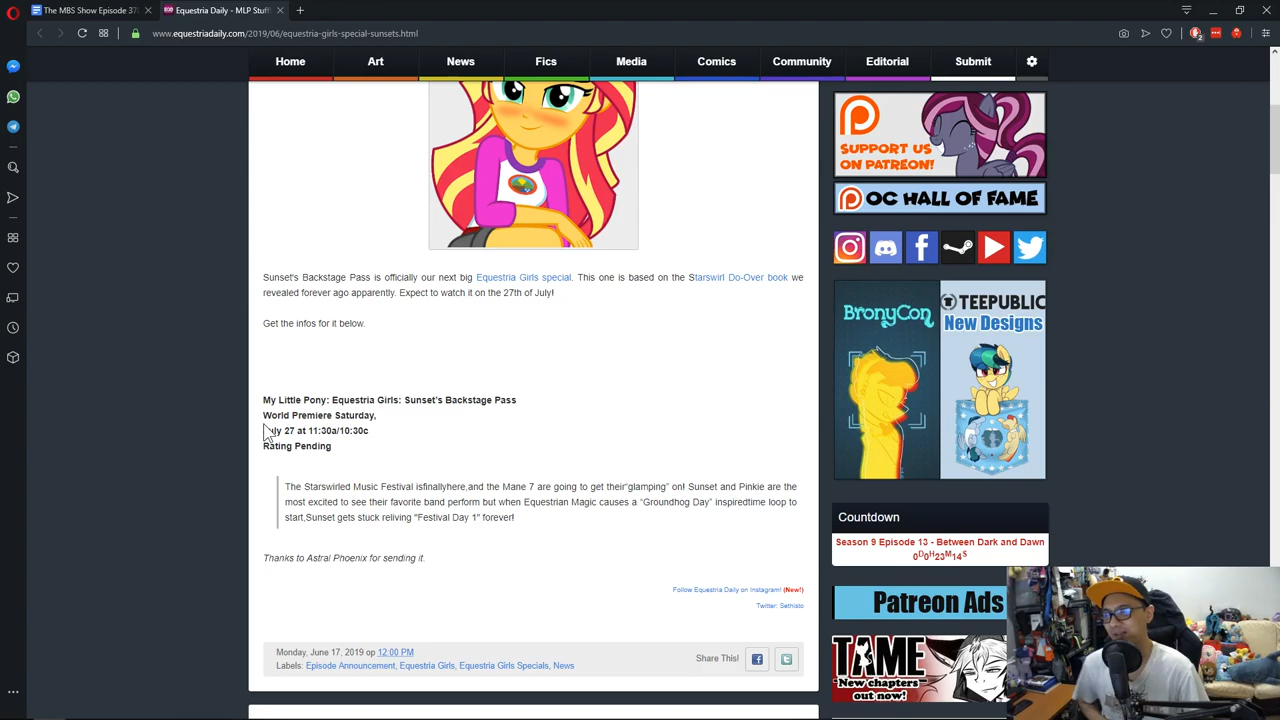 The MBS Show Episode 37
Equestria Daily - MLP Stuff
www.equestriadaily.com/2019/06/equestria-girls-special-sunsets.html
2
Home Art News Fics Media Comics Community Editorial Submit
SUPPORT US
ON PATREON!
OC HALL OF FAME
Sunset's Backstage Pass is officially our next big Equestria Girls special. This one is based on the Starswirl Do-Over book we
revealed forever ago apparently. Expect to watch it on the 27th of July!
Get the infos for it below.
BRONYCON
TEEPUBLIC
New Designs
My Little Pony: Equestria Girls: Sunset's Backstage Pass
World Premiere Saturday,
July 27 at 11:30a/10:30c
Rating Pending
The Starswirled Music Festival isfinallyhere,and the Mane 7 are going to get their"glamping" on! Sunset and Pinkie are the
most excited to see their favorite band perform but when Equestrian Magic causes a "Groundhog Day" inspiredtime loop to
start,Sunset gets stuck reliving "Festival Day 1" forever!
Thanks to Astral Phoenix for sending it.
Follow Equestria Daily on Instagram! (New!)
Twitter: Sethisto
Countdown
Season 9 Episode 13 - Between Dark and Dawn
0D0H23M14S
Patreon Ads
TAME
New chapters
out now!
Monday, June 17, 2019 op 12:00 PM
Labels: Episode Announcement, Equestria Girls, Equestria Girls Specials, News
Share This!